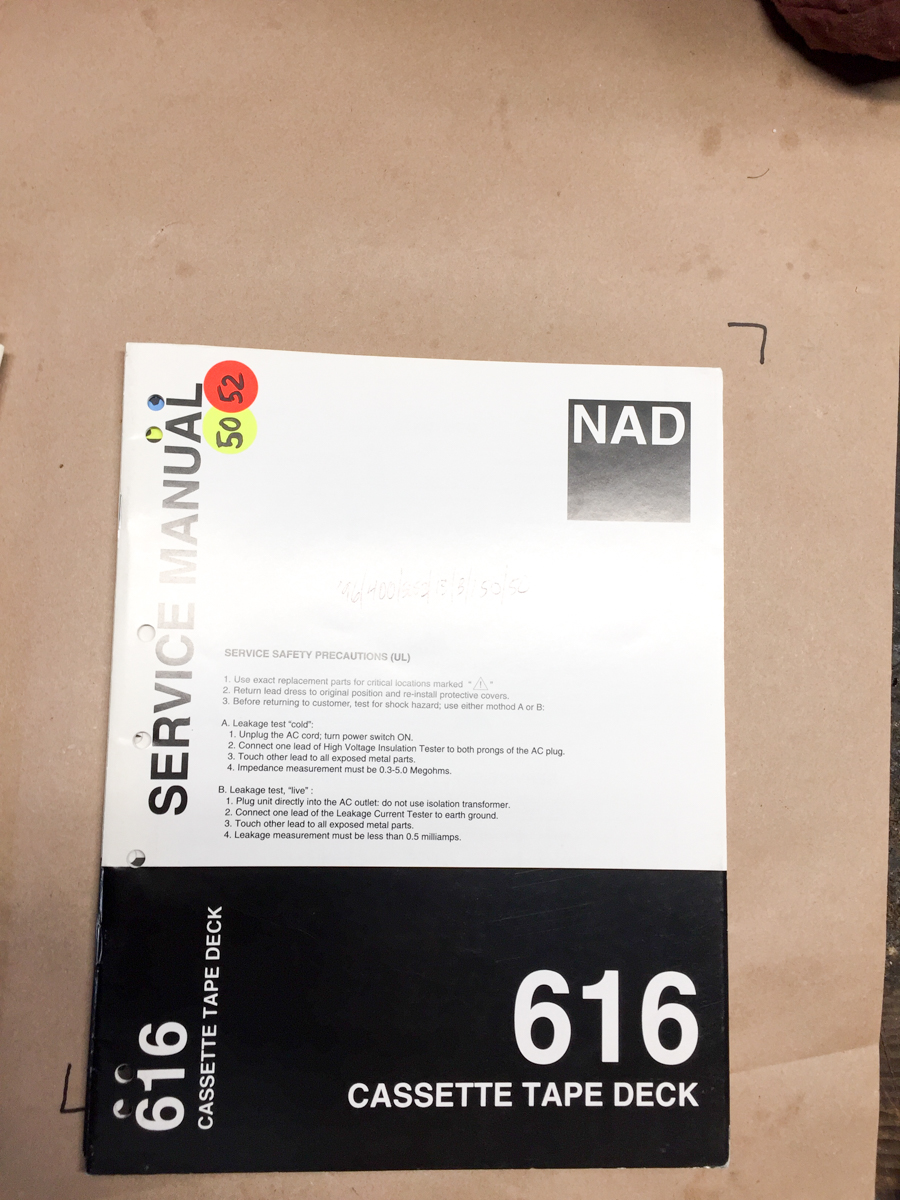 SERVICE MANUAL
52
50
NAD
SERVICE SAFETY PRECAUTIONS (UL)
1. Use exact replacement parts for critical locations marked "⚠"
2. Return lead dress to original position and re-install protective covers.
3. Before returning to customer, test for shock hazard; use either mothod A or B:
A. Leakage test "cold":
1. Unplug the AC cord; turn power switch ON.
2. Connect one lead of High Voltage Insulation Tester to both prongs of the AC plug.
3. Touch other lead to all exposed metal parts.
4. Impedance measurement must be 0.3-5.0 Megohms.
B. Leakage test, "live" :
1. Plug unit directly into the AC outlet: do not use isolation transformer.
2. Connect one lead of the Leakage Current Tester to earth ground.
3. Touch other lead to all exposed metal parts.
4. Leakage measurement must be less than 0.5 milliamps.
616
CASSETTE TAPE DECK
616
CASSETTE TAPE DECK